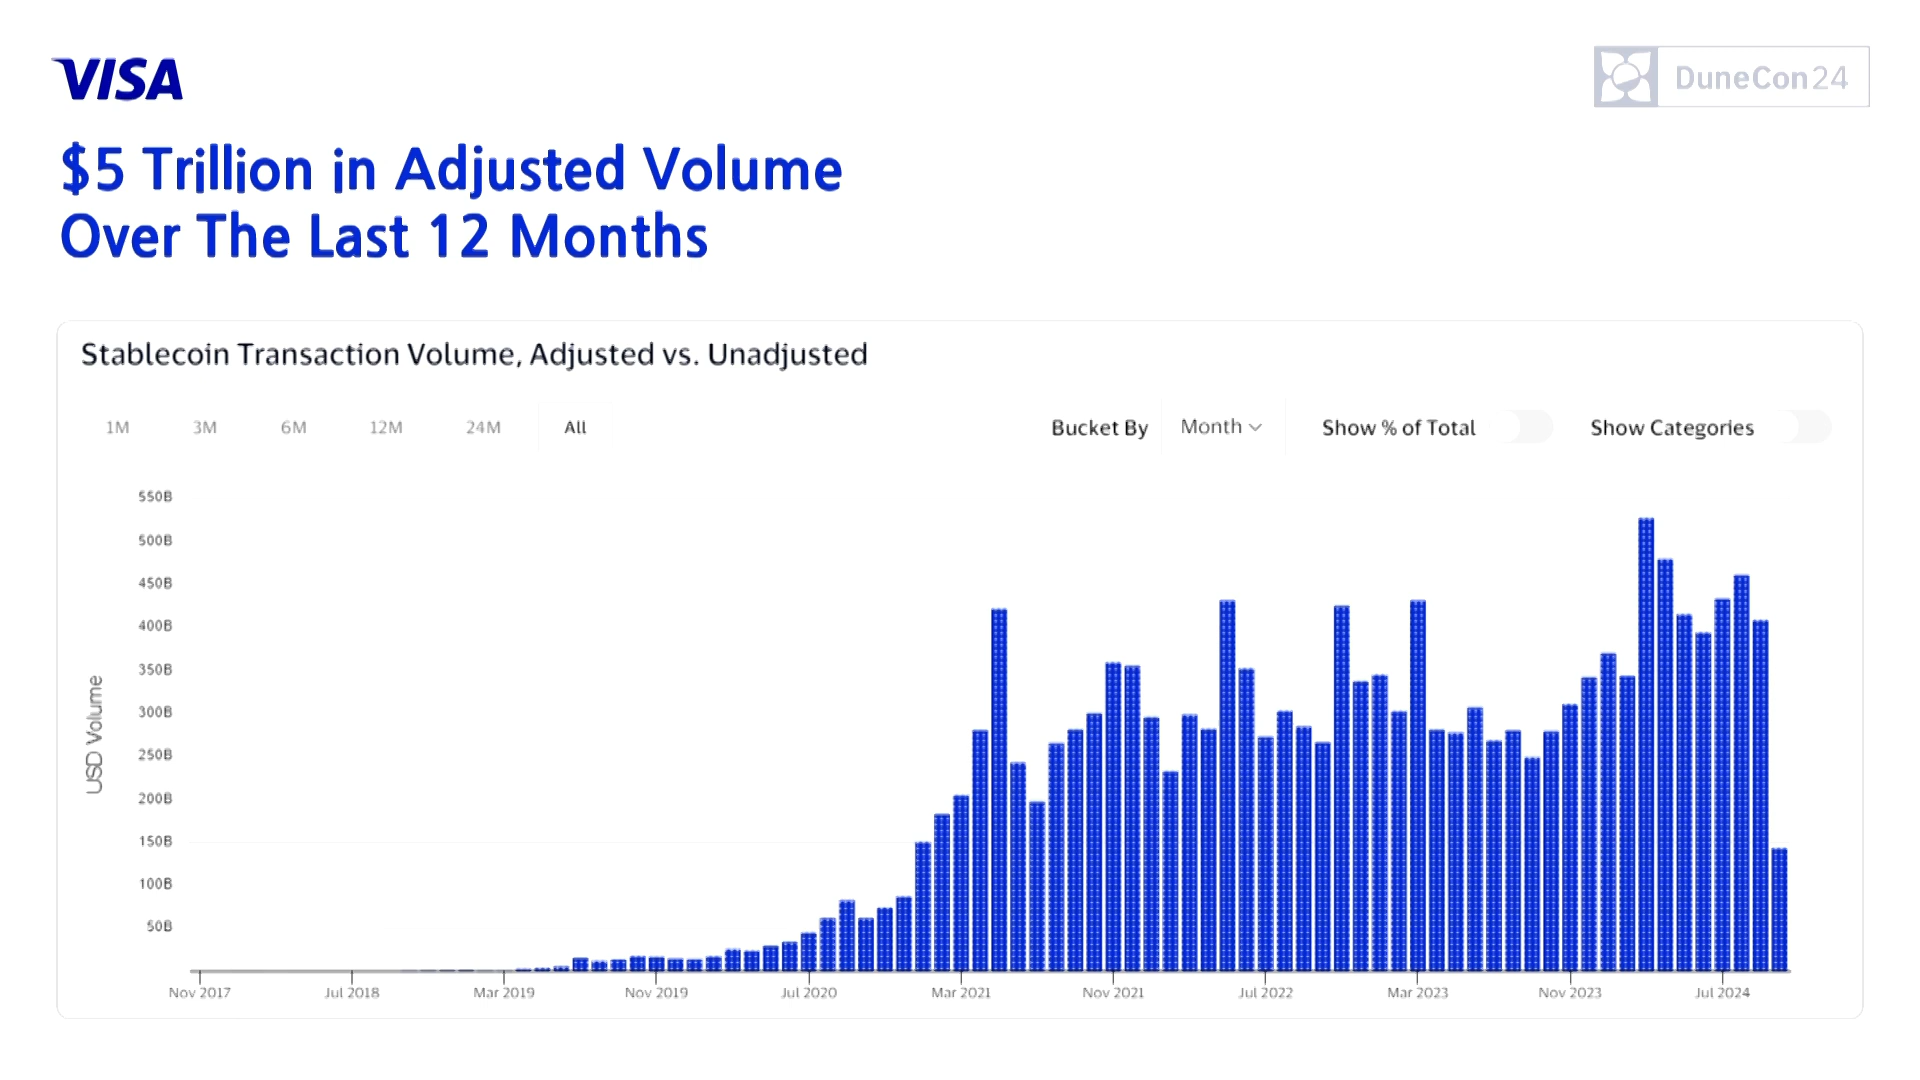 VISA
DuneCon24
$5 Trillion in Adjusted Volume
Over The Last 12 Months
Stablecoin Transaction Volume, Adjusted vs. Unadjusted
1M 3M 6M 12M 24M All Bucket By Month Show % of Total Show Categories
550B
500B
450B
400B
350B
300B
250B
200B
150B
100B
50B
USD Volume
Nov 2017 Jul 2018 Mar 2019 Nov 2019 Jul 2020 Mar 2021 Nov 2021 Jul 2022 Mar 2023 Nov 2023 Jul 2024